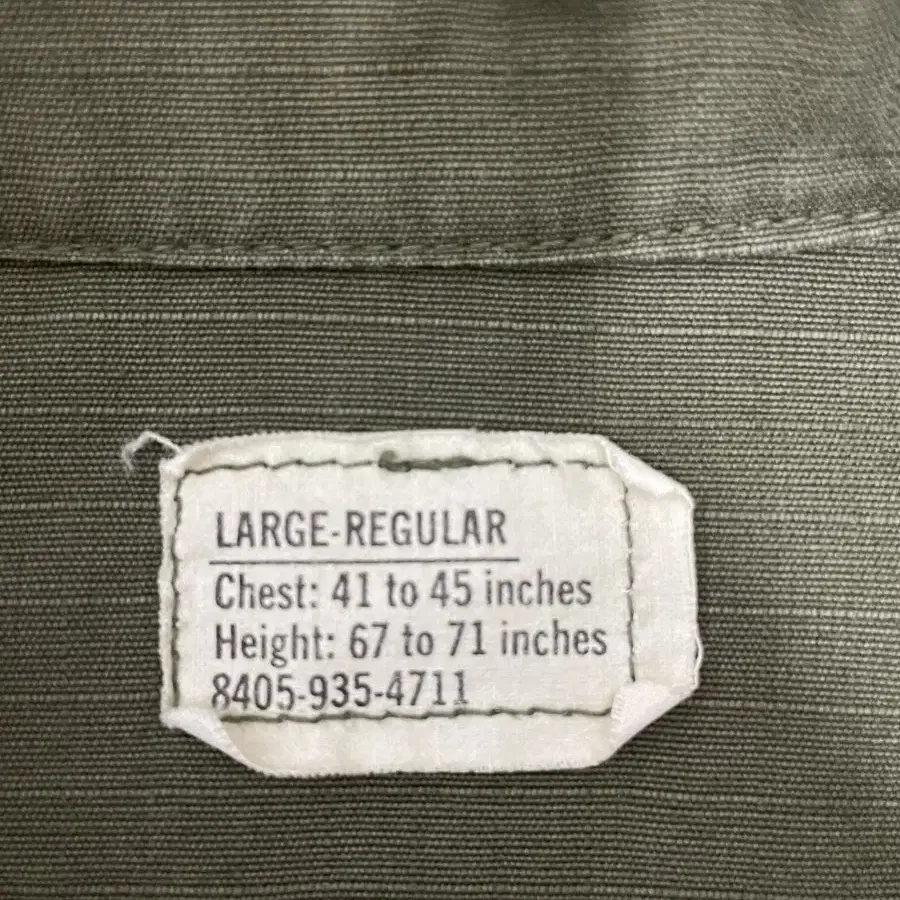 LARGE-REGULAR
Chest: 41 to 45 inches
Height: 67 to 71 inches
8405-935-4711